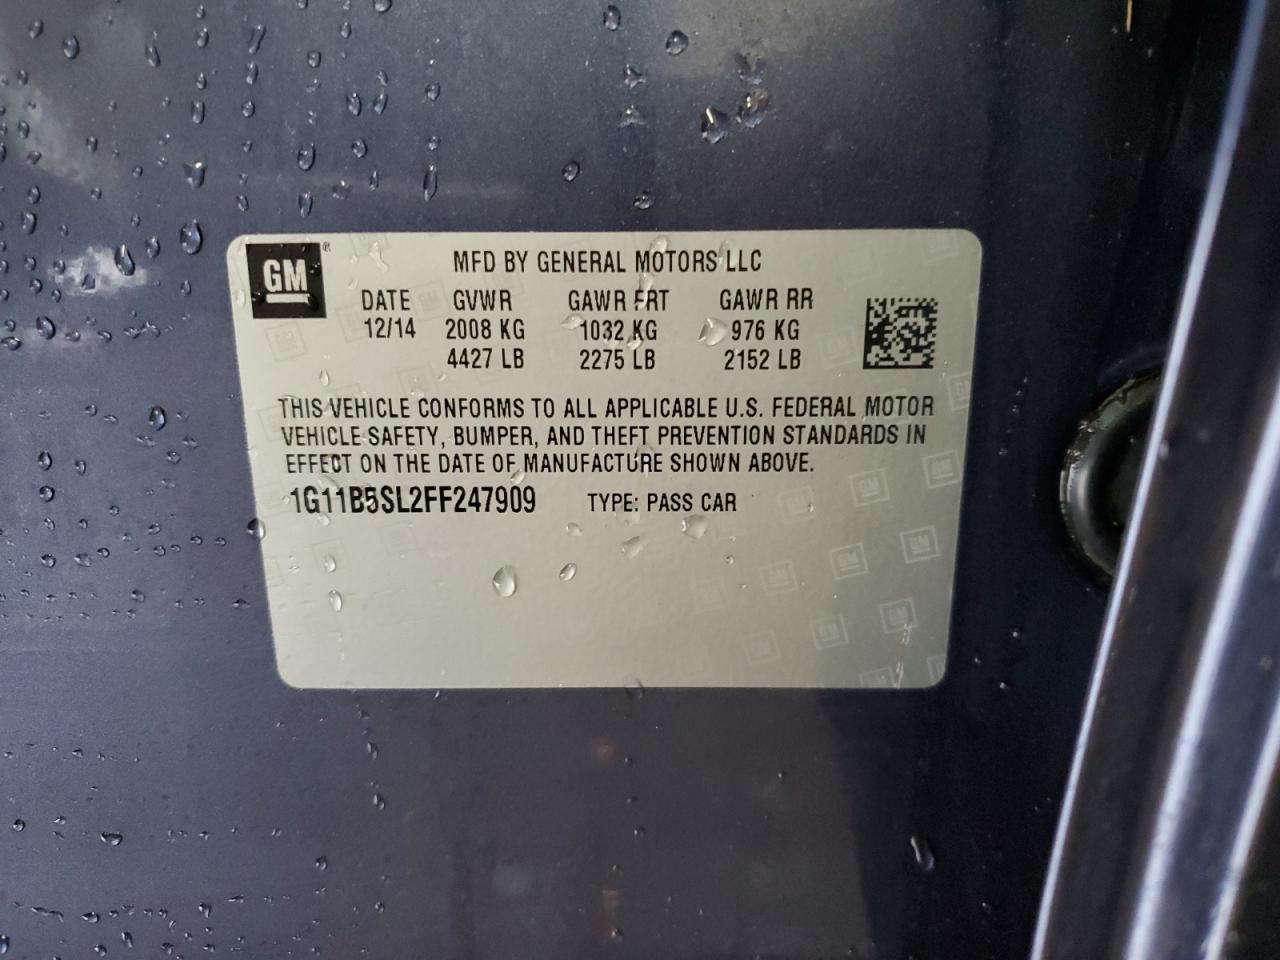 GM®
MFD BY GENERAL MOTORS LLC
DATE GVWR GAWR FRT GAWR RR
12/14 2008 KG 1032 KG 976 KG
4427 LB 2275 LB 2152 LB
THIS VEHICLE CONFORMS TO ALL APPLICABLE U.S. FEDERAL MOTOR
VEHICLE SAFETY, BUMPER, AND THEFT PREVENTION STANDARDS IN
EFFECT ON THE DATE OF MANUFACTURE SHOWN ABOVE.
1G11B5SL2FF247909 TYPE: PASS CAR